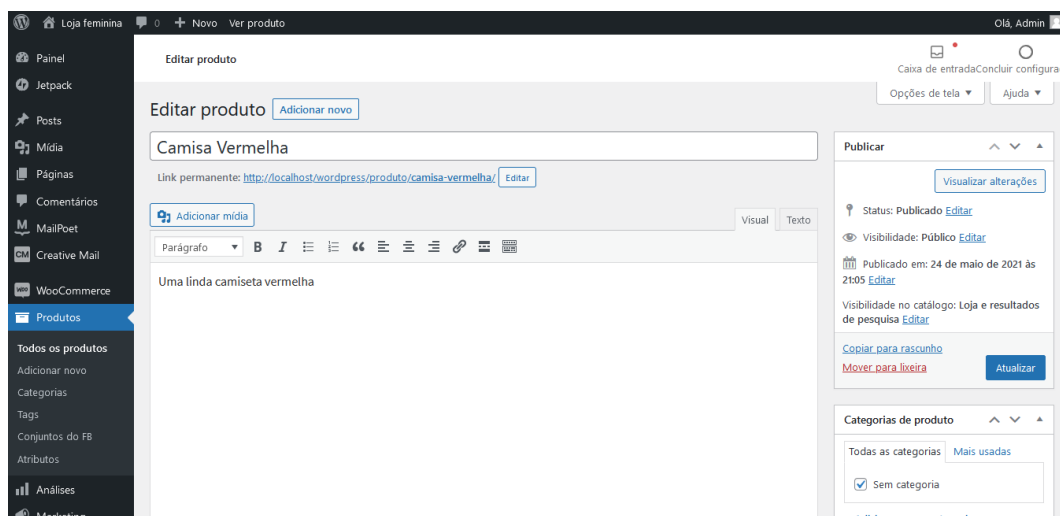 Loja feminina 0 + Novo Ver produto Olá, Admin
Painel
Jetpack
Posts
Mídia
Páginas
Comentários
MailPoet
Creative Mail
WooCommerce
Produtos
Todos os produtos
Adicionar novo
Categorias
Tags
Conjuntos do FB
Atributos
Análises
Marketing
Editar produto
Caixa de entrada Concluir configura
Opções de tela ▼ Ajuda ▼
Editar produto Adicionar novo
Camisa Vermelha
Link permanente: http://localhost/wordpress/produto/camisa-vermelha/ Editar
Adicionar mídia
Visual Texto
Parágrafo ▼ B I
Uma linda camiseta vermelha
Publicar
Visualizar alterações
Status: Publicado Editar
Visibilidade: Público Editar
Publicado em: 24 de maio de 2021 às
21:05 Editar
Visibilidade no catálogo: Loja e resultados
de pesquisa Editar
Copiar para rascunho
Mover para lixeira Atualizar
Categorias de produto
Todas as categorias Mais usadas
Sem categoria